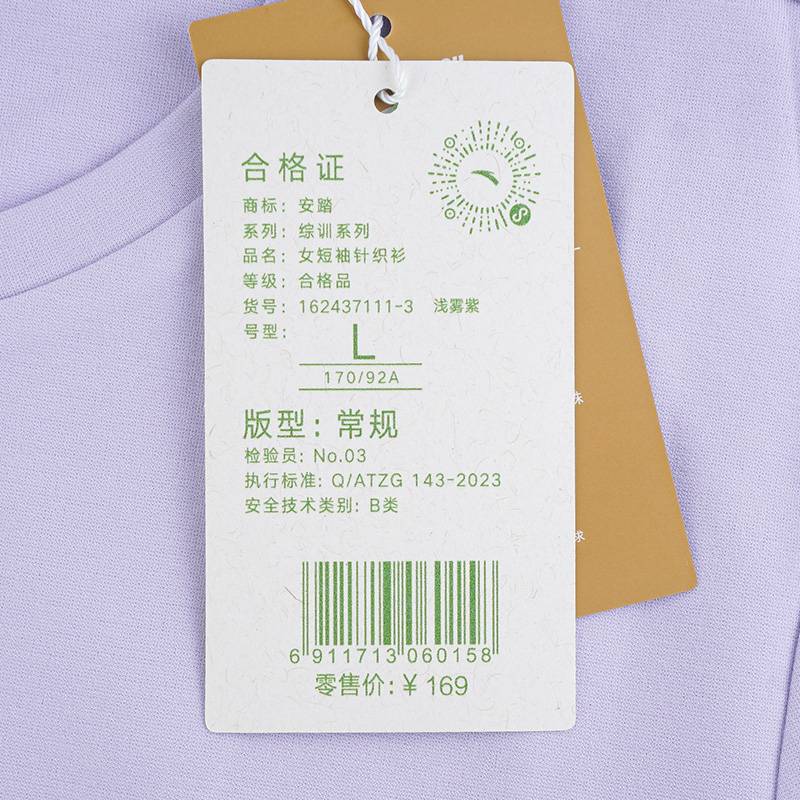 合格证
商标：安踏
系列：综训系列
品名：女短袖针织衫
等级：合格品
货号：162437111-3 浅雾紫
号型：
L
170/92A
版型：常规
检验员：No.03
执行标准：Q/ATZG 143-2023
安全技术类别：B类
6 911713 060158
零售价：¥ 169